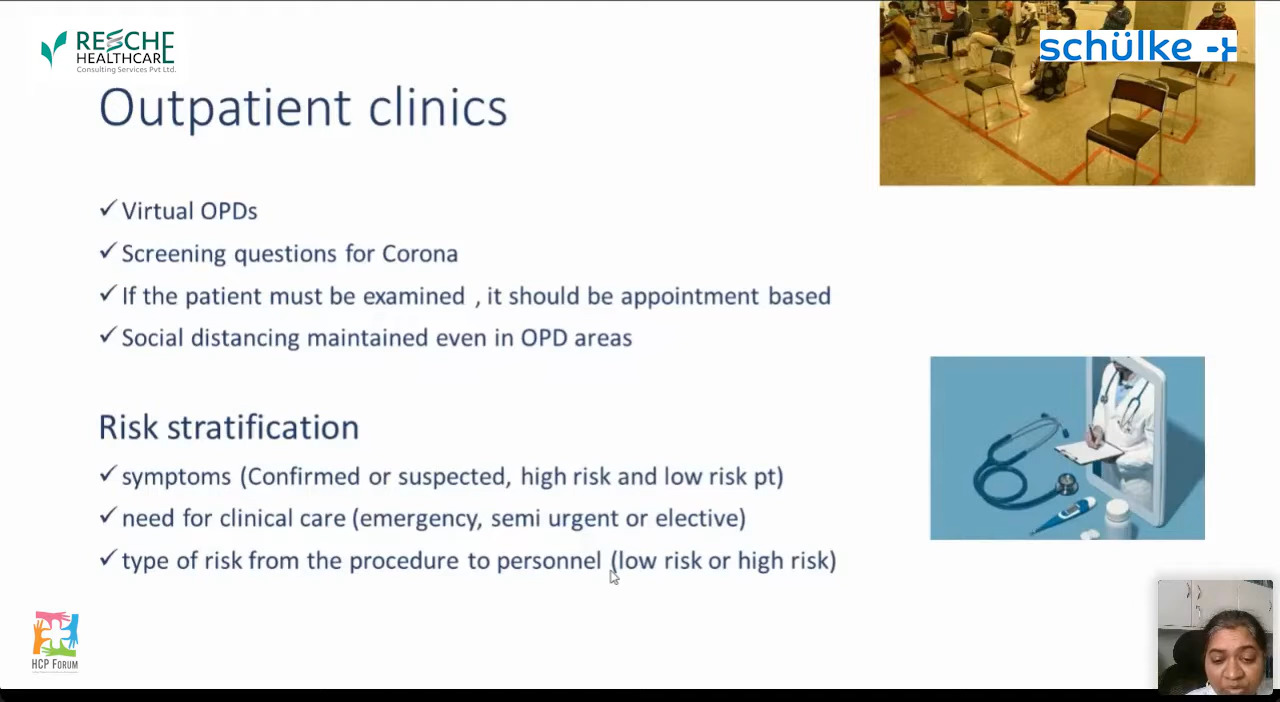 RESCHE
HEALTHCARE
Consulting Services Pvt Ltd.
schülke
Outpatient clinics
✓ Virtual OPDs
✓ Screening questions for Corona
✓ If the patient must be examined , it should be appointment based
✓ Social distancing maintained even in OPD areas
Risk stratification
✓ symptoms (Confirmed or suspected, high risk and low risk pt)
✓ need for clinical care (emergency, semi urgent or elective)
✓ type of risk from the procedure to personnel (low risk or high risk)
HCP FORUM